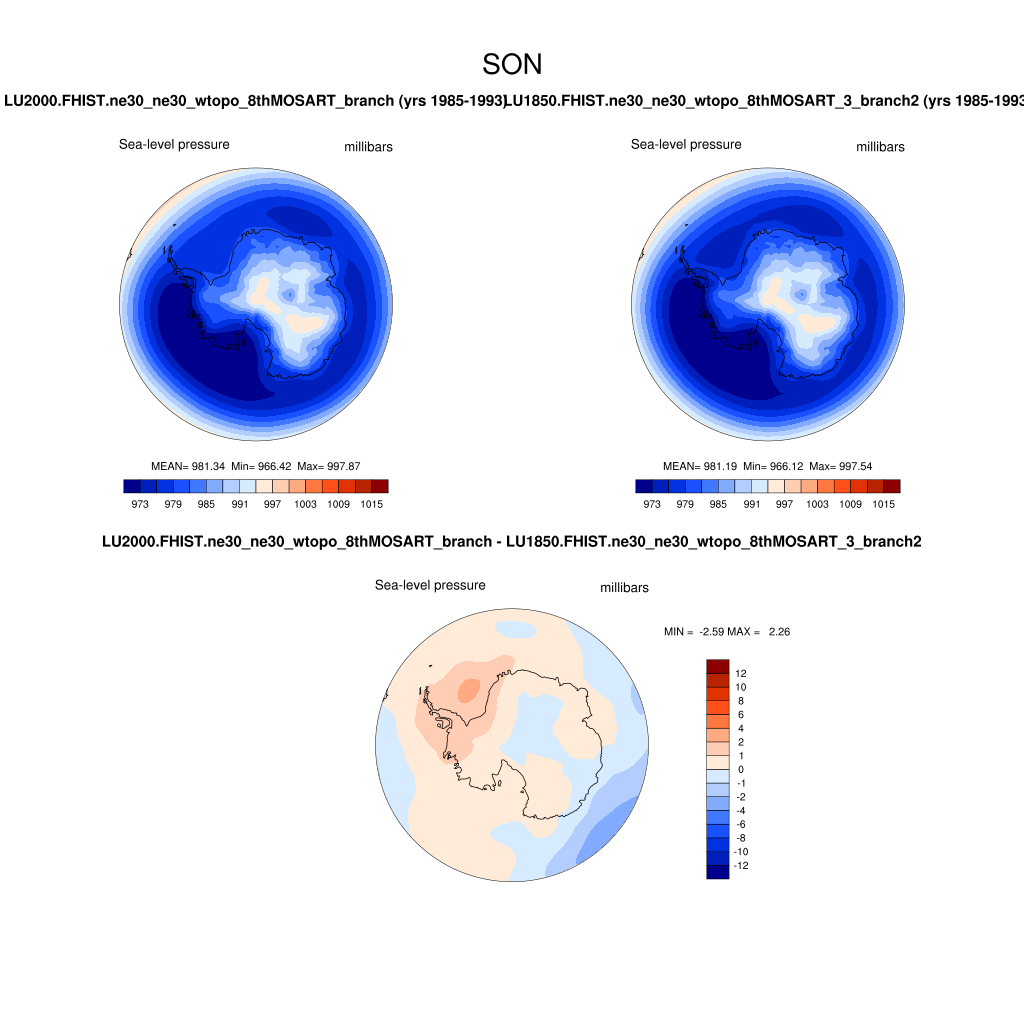 SON
LU2000.FHIST.ne30_ne30_wtopo_8thMOSART_branch (yrs 1985-1993)
LU1850.FHIST.ne30_ne30_wtopo_8thMOSART_3_branch2 (yrs 1985-1993
Sea-level pressure millibars
Sea-level pressure millibars
MEAN= 981.34 Min= 966.42 Max= 997.87
973 979 985 991 997 1003 1009 1015
MEAN= 981.19 Min= 966.12 Max= 997.54
973 979 985 991 997 1003 1009 1015
LU2000.FHIST.ne30_ne30_wtopo_8thMOSART_branch - LU1850.FHIST.ne30_ne30_wtopo_8thMOSART_3_branch2
Sea-level pressure millibars
MIN = -2.59 MAX = 2.26
12
10
8
6
4
2
1
0
-1
-2
-4
-6
-8
-10
-12